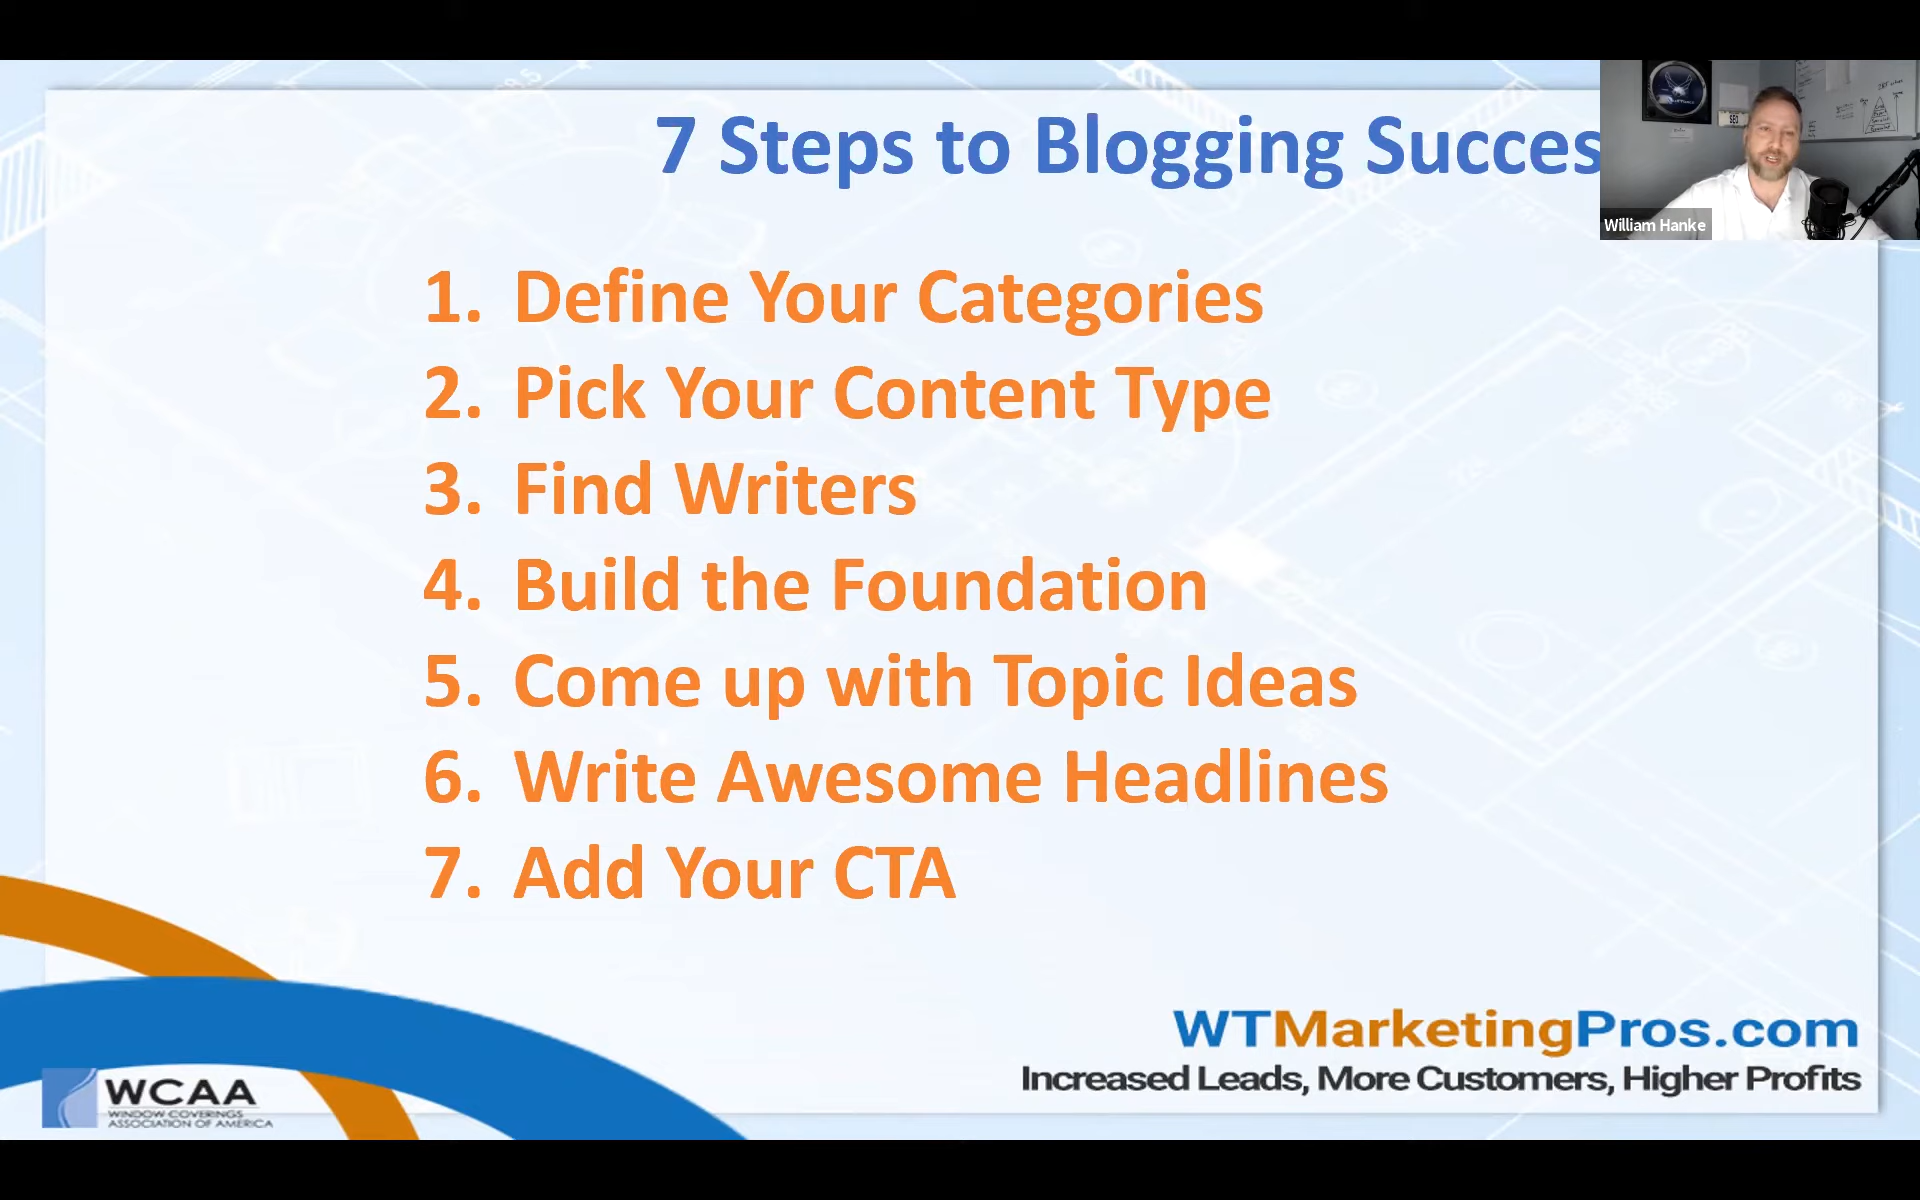 7 Steps to Blogging Succes
William Hanke
SEO
1. Define Your Categories
2. Pick Your Content Type
3. Find Writers
4. Build the Foundation
5. Come up with Topic Ideas
6. Write Awesome Headlines
7. Add Your CTA
WTMarketingPros.com
Increased Leads, More Customers, Higher Profits
WCAA
WINDOW COVERINGS
ASSOCIATION OF AMERICA